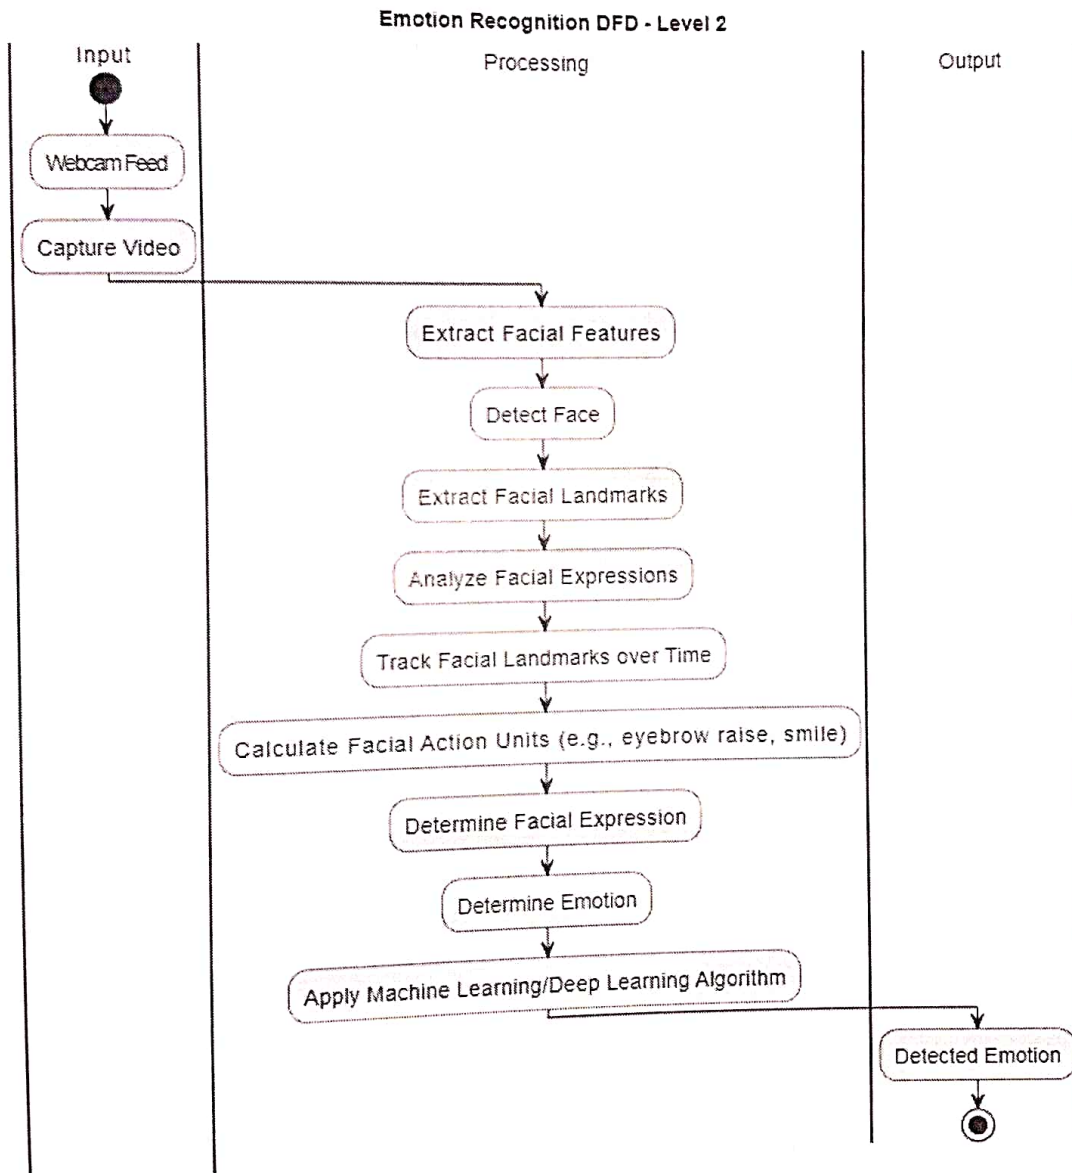 Emotion Recognition DFD - Level 2
Input
Processing
Output
Webcam Feed
Capture Video
Extract Facial Features
Detect Face
Extract Facial Landmarks
Analyze Facial Expressions
Track Facial Landmarks over Time
Calculate Facial Action Units (e.g., eyebrow raise, smile)
Determine Facial Expression
Determine Emotion
Apply Machine Learning/Deep Learning Algorithm
Detected Emotion